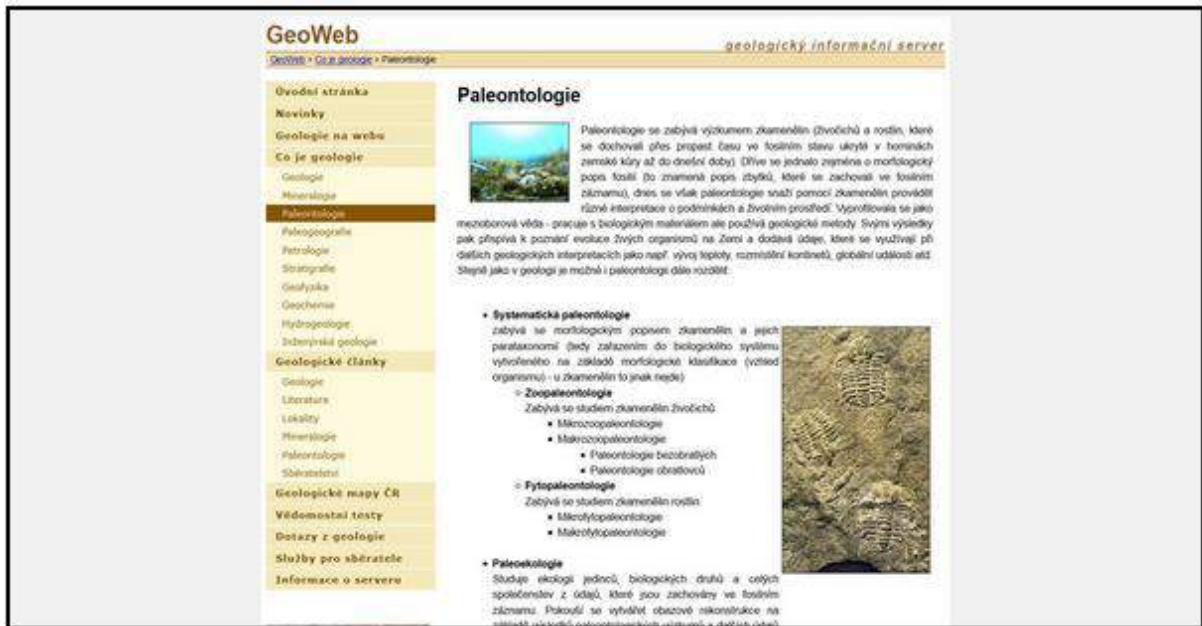 GeoWeb
geologický informační server
GeoWeb > Co je geologie > Paleontologie
Úvodní stránka
Novinky
Geologie na webu
Co je geologie
Geologie
Mineralogie
Paleontologie
Paleogeografie
Petrologie
Stratigrafie
Geofyzika
Geochemie
Hydrogeologie
Inženýrská geologie
Geologické články
Geologie
Literatura
Lokality
Mineralogie
Paleontologie
Sběratelství
Geologické mapy ČR
Vědomostní testy
Dotazy z geologie
Služby pro sběratele
Informace o serveru
Paleontologie
Paleontologie se zabývá výzkumem zkamenělin (živočichů a rostlin, které
se dochovali přes propast času ve fosilním stavu ukryté v horninách
zemské kůry až do dnešní doby). Dříve se jednalo zejména o morfologický
popis fosilií (to znamená popis zbytků, které se zachovali ve fosilním
záznamu), dnes se však paleontologie snaží pomocí zkamenělin provádět
různé interpretace o podmínkách a životním prostředí. Vyprofilovala se jako
mezioborová věda - pracuje s biologickým materiálem ale používá geologické metody. Svými výsledky
pak přispívá k poznání evoluce živých organismů na Zemi a dodává údaje, které se využívají při
dalších geologických interpretacích jako např. vývoj teploty, rozmístění kontinetů, globální události atd.
Stejně jako v geologii je možné i paleontologii dále rozdělit:
Systematická paleontologie
zabývá se morfologickým popisem zkamenělin a jejich
parataxonomií (tedy zařazením do biologického systému
vytvořeného na základě morfologické klasifikace (vzhled
organismu) - u zkamenělin to jinak nejde)
Zoopaleontologie
Zabývá se studiem zkamenělin živočichů
Mikrozoopaleontologie
Makrozoopaleontologie
Paleontologie bezobratlých
Paleontologie obratlovců
Fytopaleontologie
Zabývá se studiem zkamenělin rostlin
Mikrofytopaleontologie
Makrofytopaleontologie
Paleoekologie
Studuje ekologii jedinců, biologických druhů a celých
společenstev z údajů, které jsou zachovány ve fosilním
záznamu. Pokouší se vytvářet obazové rekonstrukce na
základě výsledků paleontologických výzkumů a dalších údajů